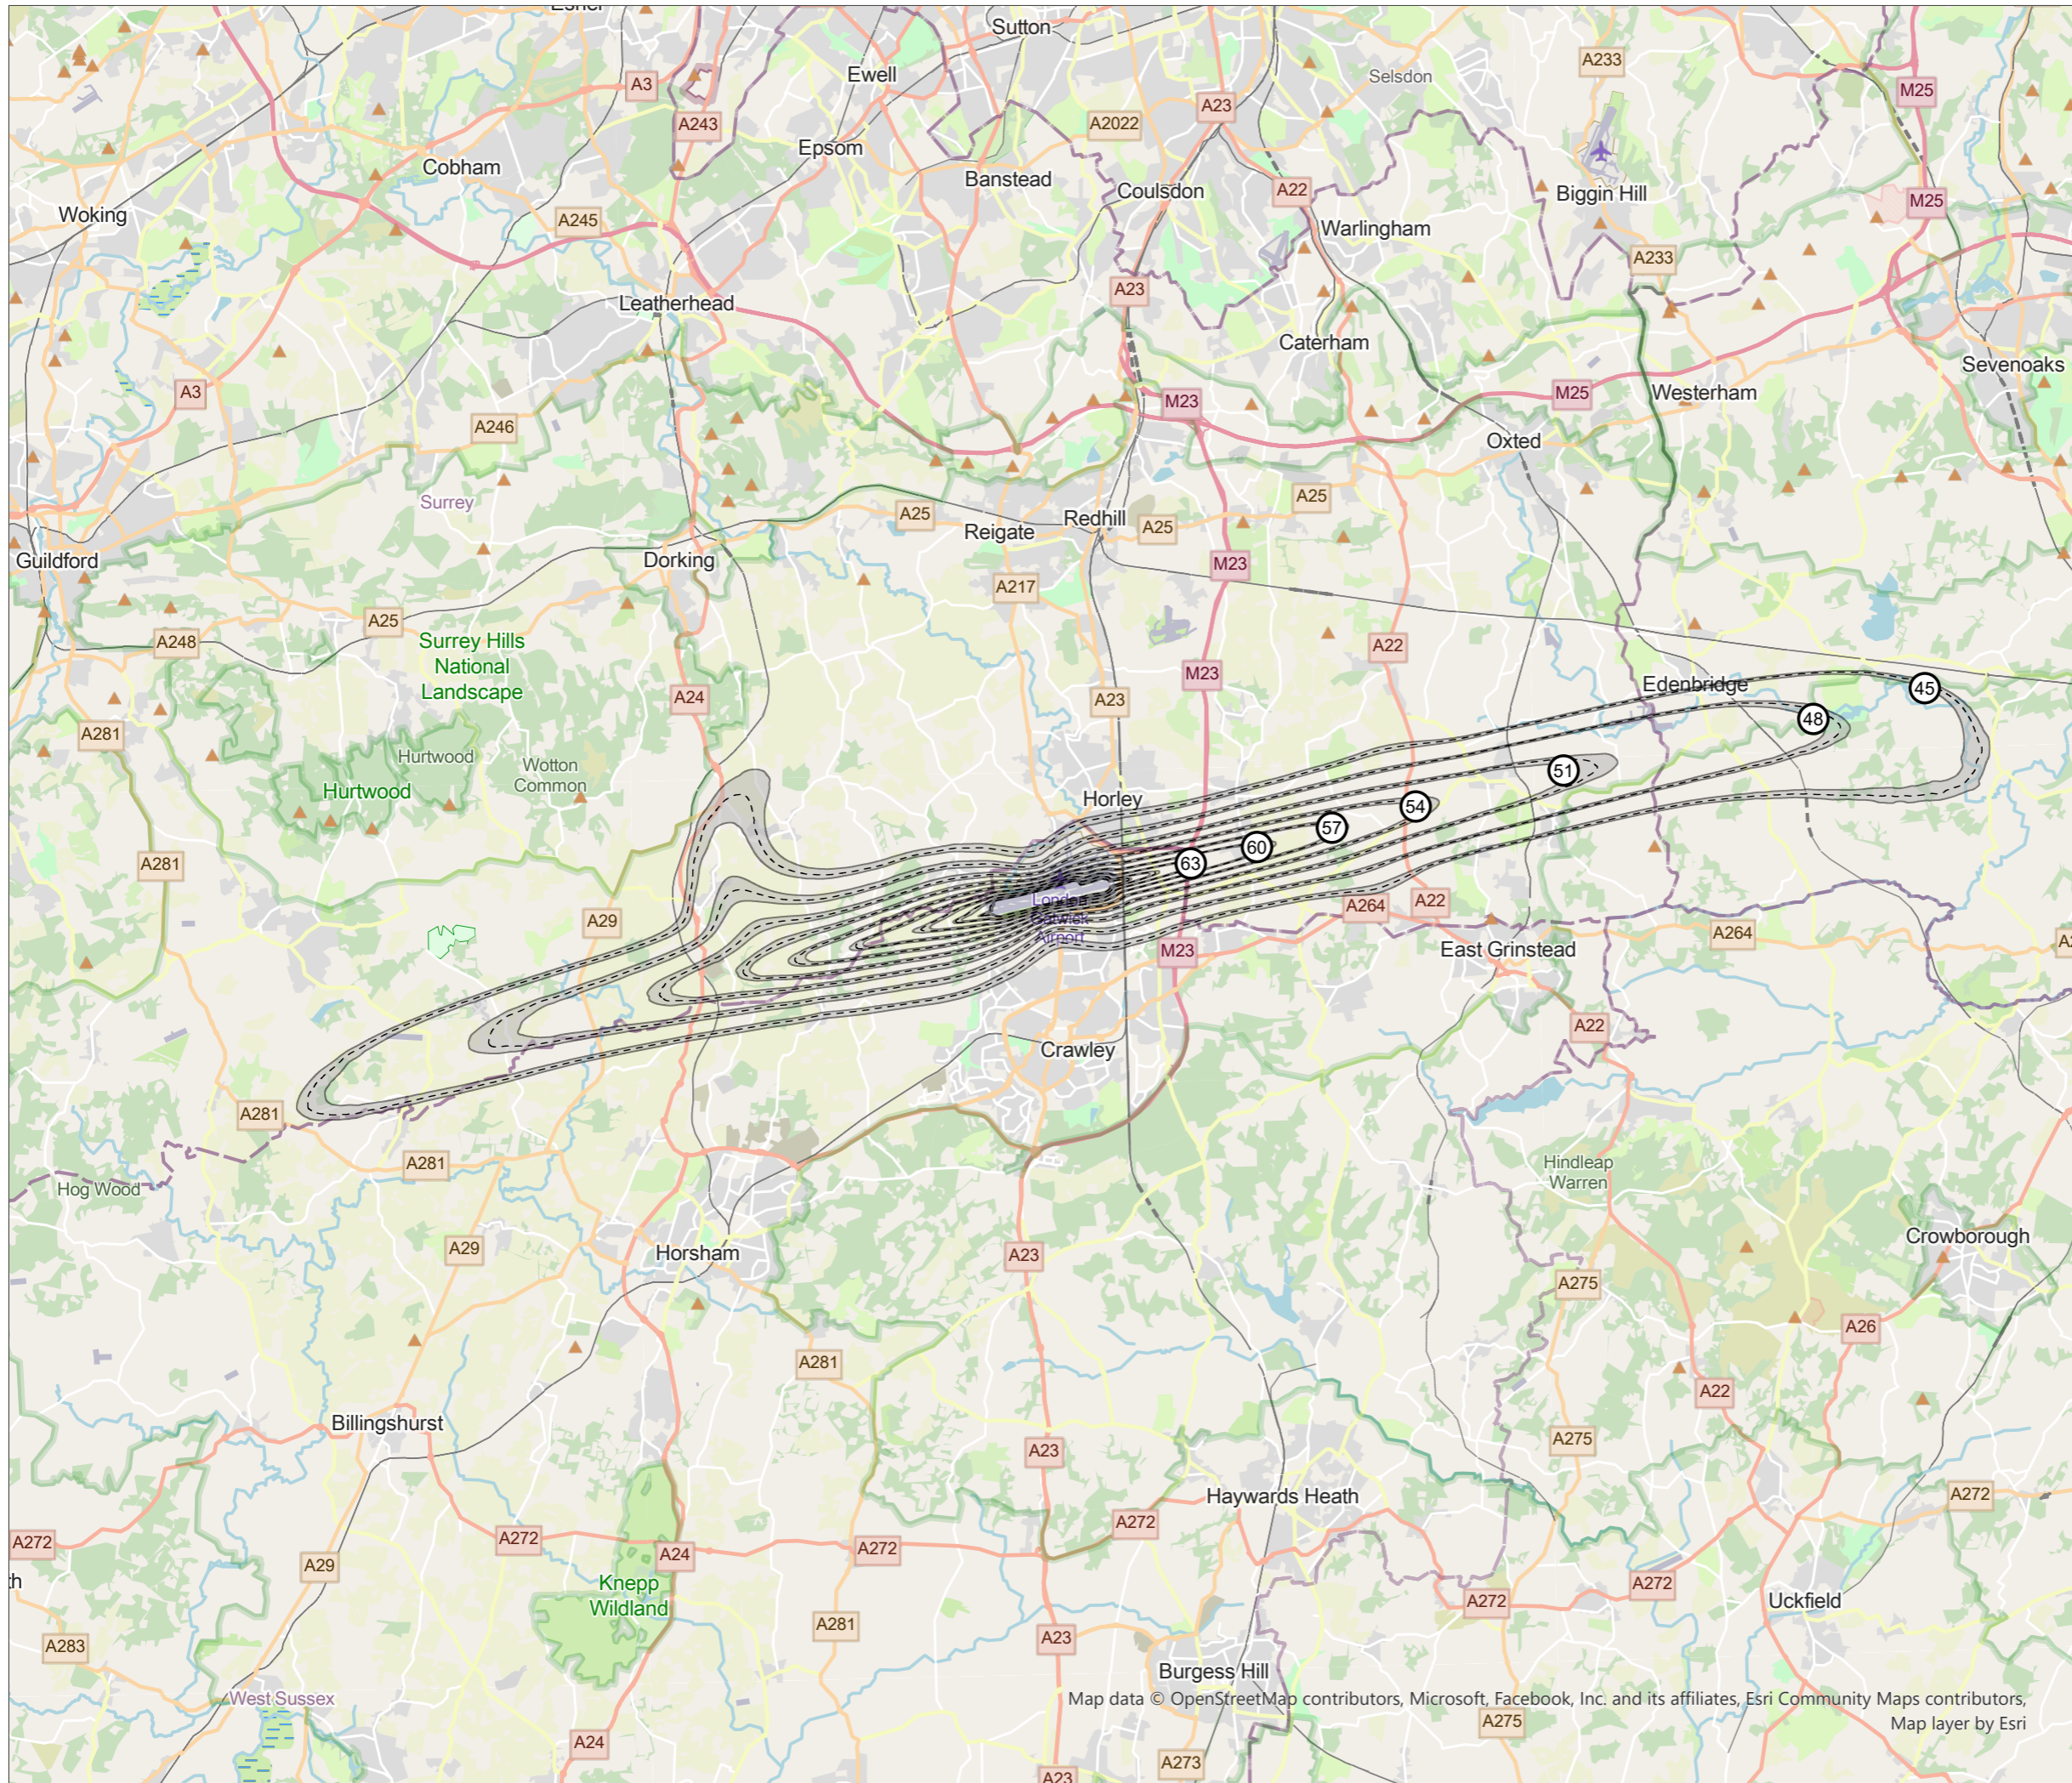 Esher
Sutton
Ewell
A233
Selsdon
A3
M25
A23
A243
A2022
Epsom
Cobham
Banstead
Coulsdon
A22
Biggin Hill
M25
Woking
A245
Warlingham
A233
A23
Leatherhead
Caterham
Sevenoaks
A3
M23
M25
Westerham
A246
Oxted
Surrey
A25
A25
Redhill
A25
Reigate
Guildford
Dorking
M23
A217
A25
A248
Surrey Hills
National
Landscape
A22
M23
Edenbridge
45
A24
A23
48
A281
Hurtwood
Wotton
Common
51
Hurtwood
Horley
54
57
60
63
A281
London
Gatwick
Airport
A22
A264
A29
A264
M23
East Grinstead
A22
Crawley
A281
A281
Hindleap
Warren
Hog Wood
Crowborough
A29
Horsham
A23
A275
A26
A281
A22
Billingshurst
A275
A23
Haywards Heath
A272
A272
A272
A272
A272
A24
A29
th
Knepp
Wildland
A272
A272
Uckfield
A281
A23
A283
Burgess Hill
West Sussex
Map data © OpenStreetMap contributors, Microsoft, Facebook, Inc. and its affiliates, Esri Community Maps contributors,
Map layer by Esri
A275
A24
A273
A23